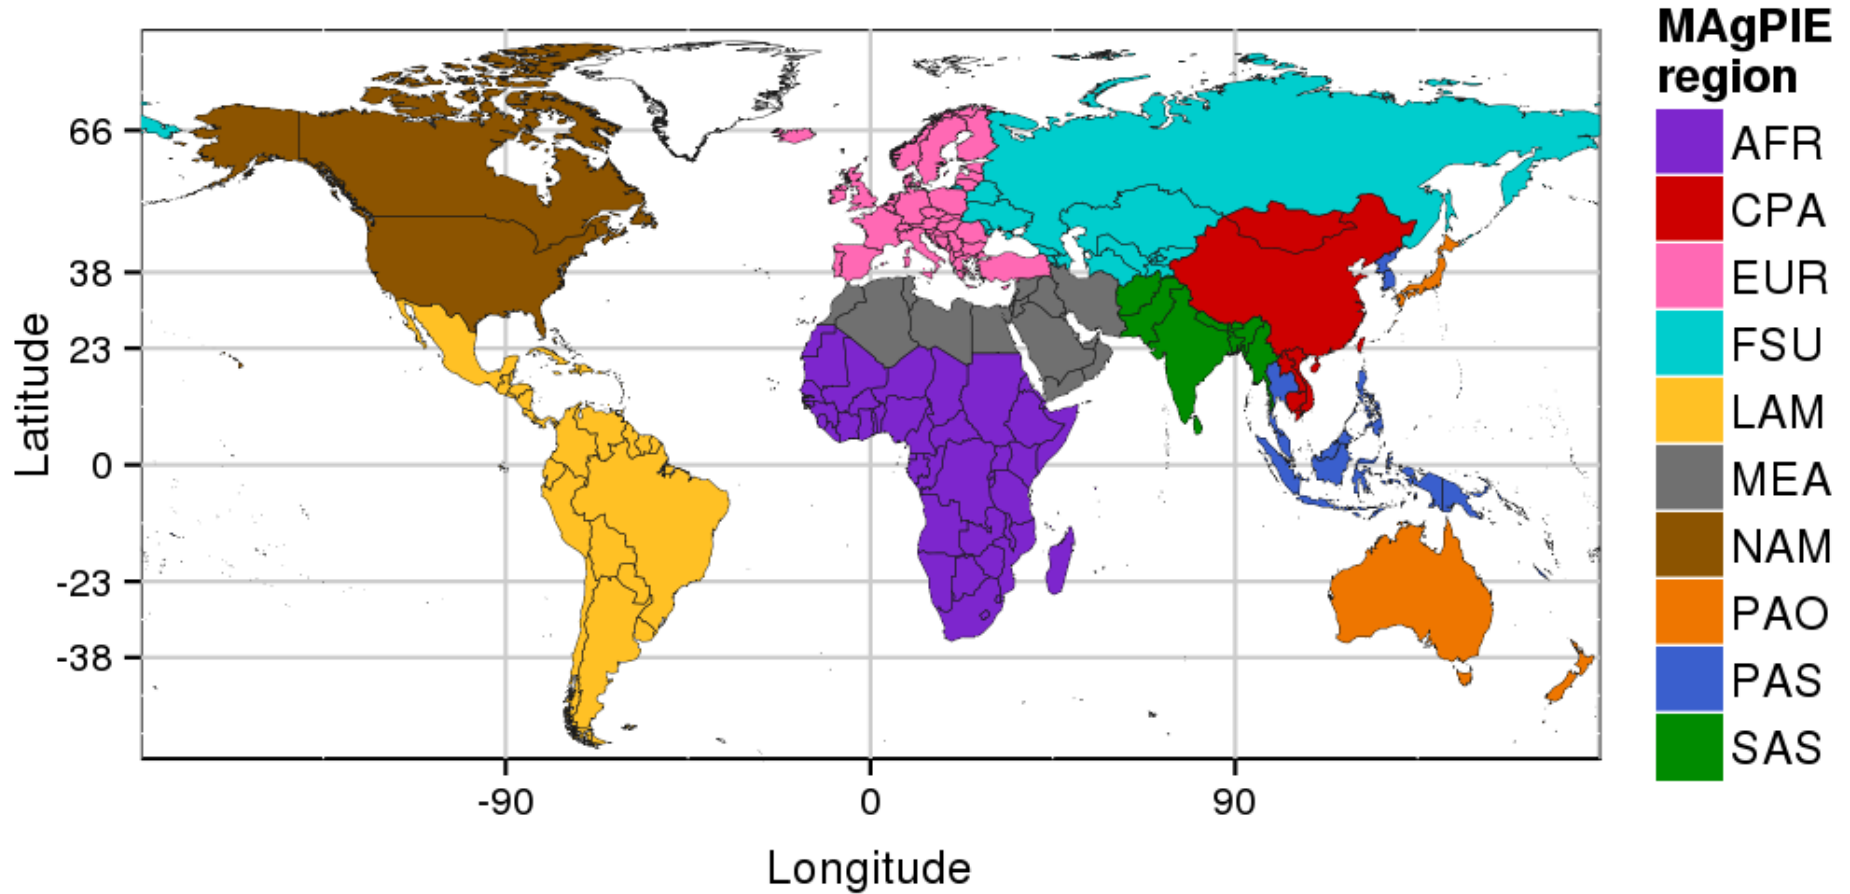 MAgPIE
region
AFR
CPA
EUR
FSU
LAM
MEA
NAM
PAO
PAS
SAS
Latitude
66
38
23
0
-23
-38
-90
0
90
Longitude